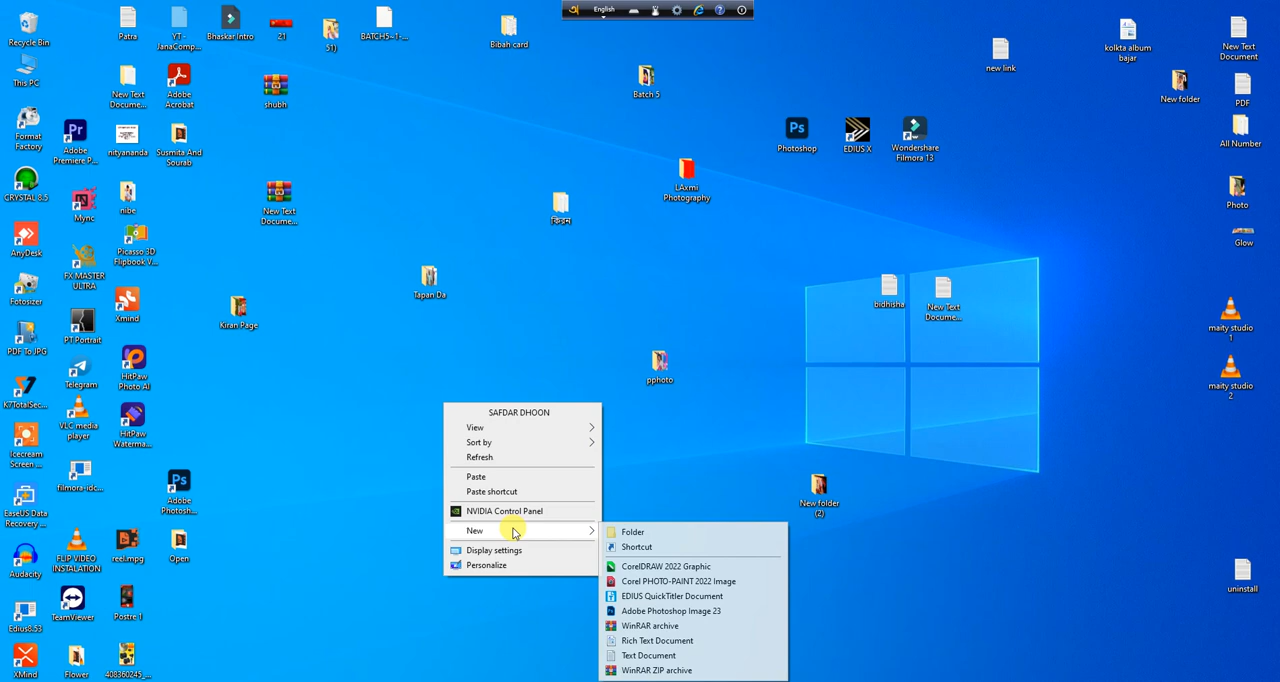 English
Recycle Bin
Patra
YT -
JanaComp...
Bhaskar Intro
21
51)
BATCH5~1-...
Bibah card
new link
kolkta album
bajar
New Text
Document
This PC
New Text
Docume...
Adobe
Acrobat
shubh
Batch 5
New folder
PDF
Format
Factory
Adobe
Premiere P...
nityananda
Susmita And
Sourab
Photoshop
EDIUS X
Wondershare
Filmora 13
All Number
CRYSTAL 8.5
Mync
nibe
New Text
Docume...
LAxmi
Photography
Photo
AnyDesk
FX MASTER
ULTRA
Picasso 3D
Flipbook V...
Glow
Fotosizer
PT Portrait
Xmind
Kiran Page
Tapan Da
bidhisha
New Text
Docume...
maity studio
1
PDF To JPG
Telegram
HitPaw
Photo AI
pphoto
maity studio
2
K7TotalSec...
VLC media
player
HitPaw
Waterma...
Icecream
Screen ...
filmora-idc...
Adobe
Photosh...
New folder
(2)
EaseUS Data
Recovery ...
FLIP VIDEO
INSTALATION
reel.mpg
Open
uninstall
Audacity
TeamViewer
Postre 1
Edius8.53
XMind
Flower
408360245_...
SAFDAR DHOON
View
Sort by
Refresh
Paste
Paste shortcut
NVIDIA Control Panel
New
Display settings
Personalize
Folder
Shortcut
CorelDRAW 2022 Graphic
Corel PHOTO-PAINT 2022 Image
EDIUS QuickTitler Document
Adobe Photoshop Image 23
WinRAR archive
Rich Text Document
Text Document
WinRAR ZIP archive